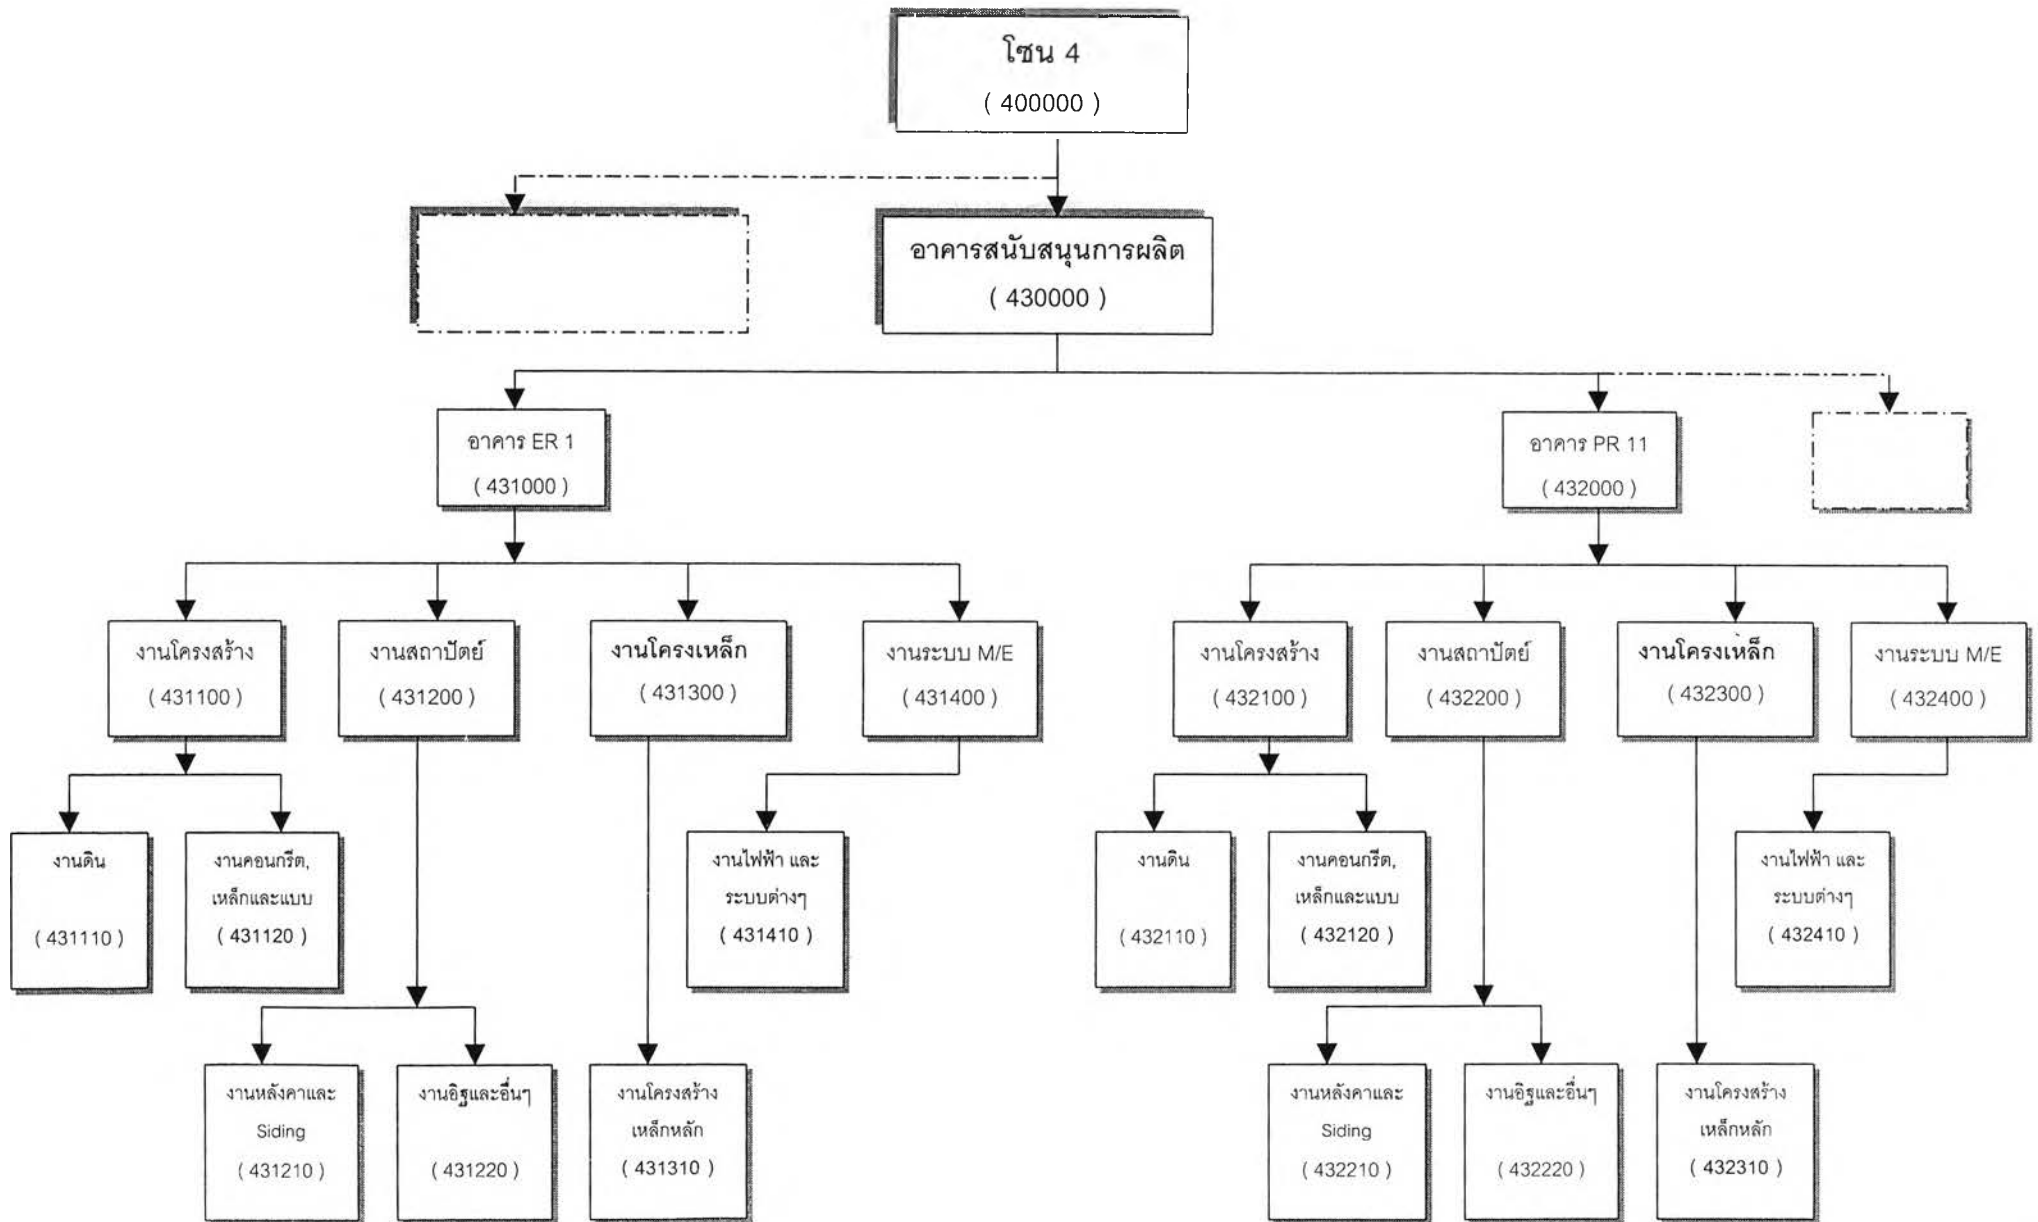 โซน 4
( 400000 )
อาคารสนับสนุนการผลิต
( 430000 )
อาคาร ER 1
( 431000 )
อาคาร PR 11
( 432000 )
งานโครงสร้าง
( 431100 )
งานสถาปัตย์
( 431200 )
งานโครงเหล็ก
( 431300 )
งานระบบ M/E
( 431400 )
งานโครงสร้าง
( 432100 )
งานสถาปัตย์
( 432200 )
งานโครงเหล็ก
( 432300 )
งานระบบ M/E
( 432400 )
งานดิน
( 431110 )
งานคอนกรีต,
เหล็กและแบบ
( 431120 )
งานไฟฟ้า และ
ระบบต่างๆ
( 431410 )
งานดิน
( 432110 )
งานคอนกรีต,
เหล็กและแบบ
( 432120 )
งานไฟฟ้า และ
ระบบต่างๆ
( 432410 )
งานหลังคาและ
Siding
( 431210 )
งานอิฐและอื่นๆ
( 431220 )
งานโครงสร้าง
เหล็กหลัก
( 431310 )
งานหลังคาและ
Siding
( 432210 )
งานอิฐและอื่นๆ
( 432220 )
งานโครงสร้าง
เหล็กหลัก
( 432310 )